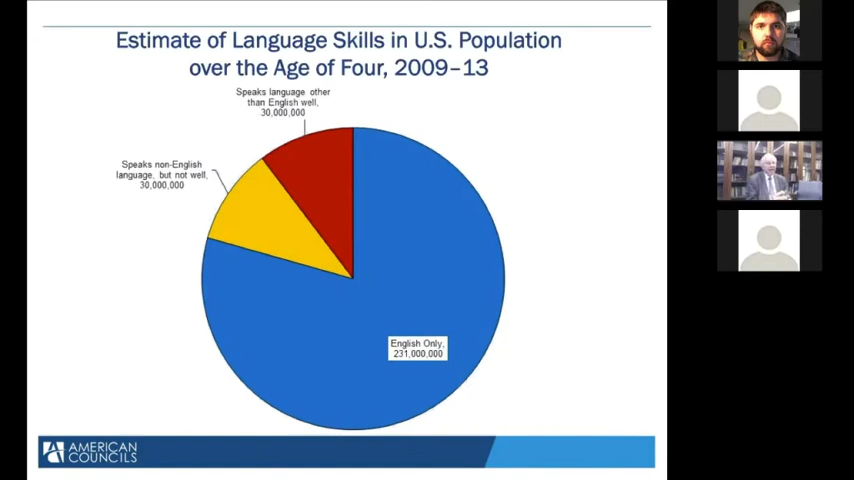 Estimate of Language Skills in U.S. Population
over the Age of Four, 2009–13
Speaks language other
than English well,
30,000,000
Speaks non-English
language, but not well,
30,000,000
English Only,
231,000,000
AMERICAN
COUNCILS